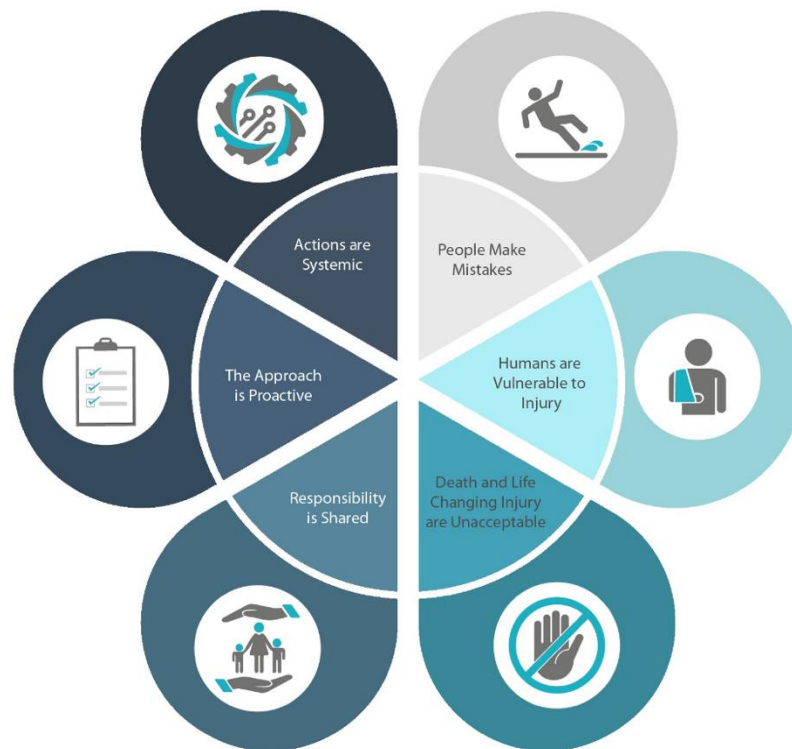 Actions are
Systemic
People Make
Mistakes
The Approach
is Proactive
Humans are
Vulnerable to
Injury
Responsibility
is Shared
Death and Life
Changing Injury
are Unacceptable